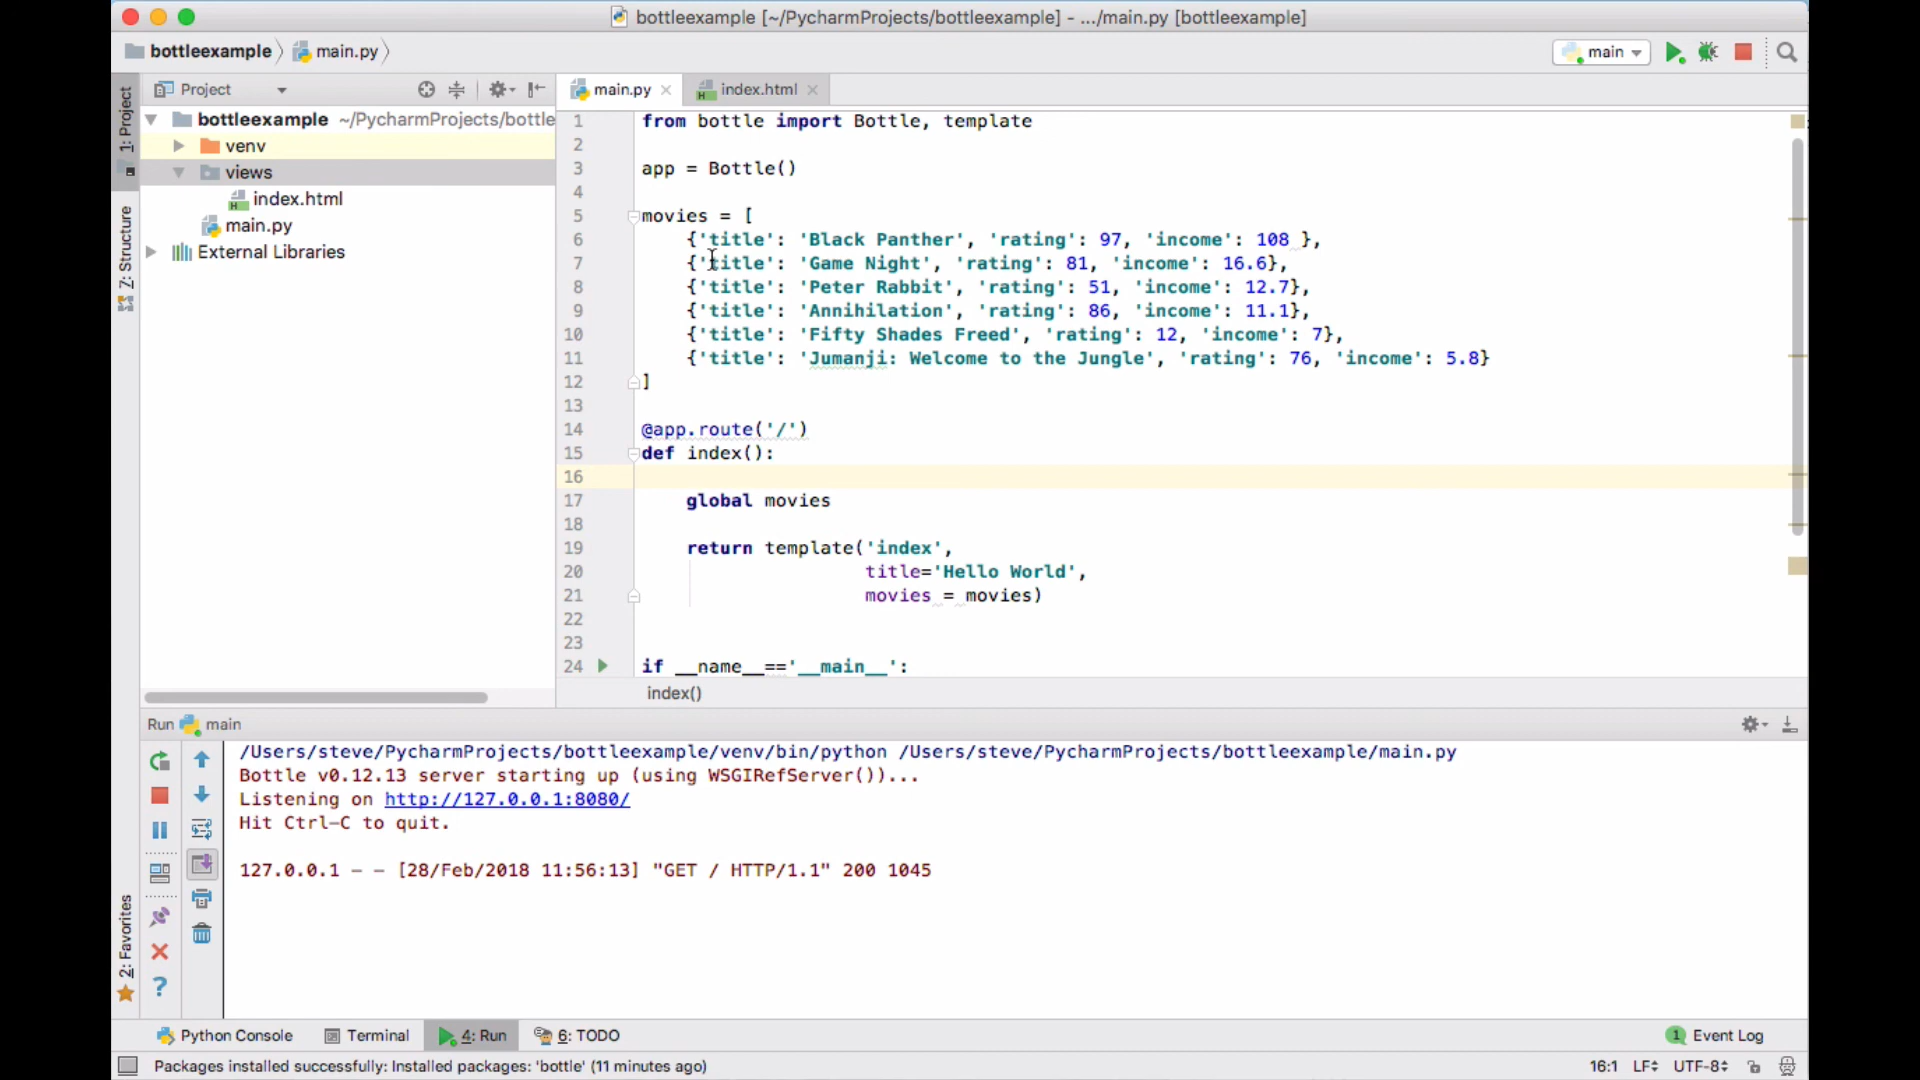 bottleexample [~/PycharmProjects/bottleexample] - .../main.py [bottleexample]
bottleexample main.py
main
1: Project
Z: Structure
2: Favorites
Project
bottleexample ~/PycharmProjects/bottle
venv
views
index.html
main.py
External Libraries
main.py index.html
1 from bottle import Bottle, template
2
3 app = Bottle()
4
5 movies = [
6 {'title': 'Black Panther', 'rating': 97, 'income': 108 },
7 {'title': 'Game Night', 'rating': 81, 'income': 16.6},
8 {'title': 'Peter Rabbit', 'rating': 51, 'income': 12.7},
9 {'title': 'Annihilation', 'rating': 86, 'income': 11.1},
10 {'title': 'Fifty Shades Freed', 'rating': 12, 'income': 7},
11 {'title': 'Jumanji: Welcome to the Jungle', 'rating': 76, 'income': 5.8}
12 ]
13
14 @app.route('/')
15 def index():
16
17 global movies
18
19 return template('index',
20 title='Hello World',
21 movies = movies)
22
23
24 if __name__=='__main__':
index()
Run main
/Users/steve/PycharmProjects/bottleexample/venv/bin/python /Users/steve/PycharmProjects/bottleexample/main.py
Bottle v0.12.13 server starting up (using WSGIRefServer())...
Listening on http://127.0.0.1:8080/
Hit Ctrl-C to quit.
127.0.0.1 - - [28/Feb/2018 11:56:13] "GET / HTTP/1.1" 200 1045
Python Console Terminal 4: Run 6: TODO 1 Event Log
Packages installed successfully: Installed packages: 'bottle' (11 minutes ago) 16:1 LF UTF-8